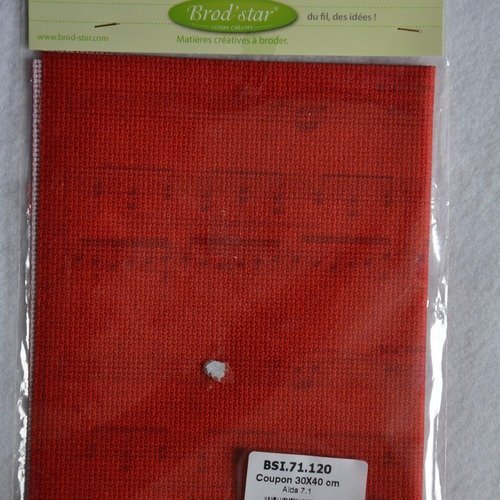 Brod'star
LOISIRS CRÉATIFS
du fil, des idées !
www.brod-star.com
Matières créatives à broder.
BSI.71.120
Coupon 30X40 cm
Aïda 7.1